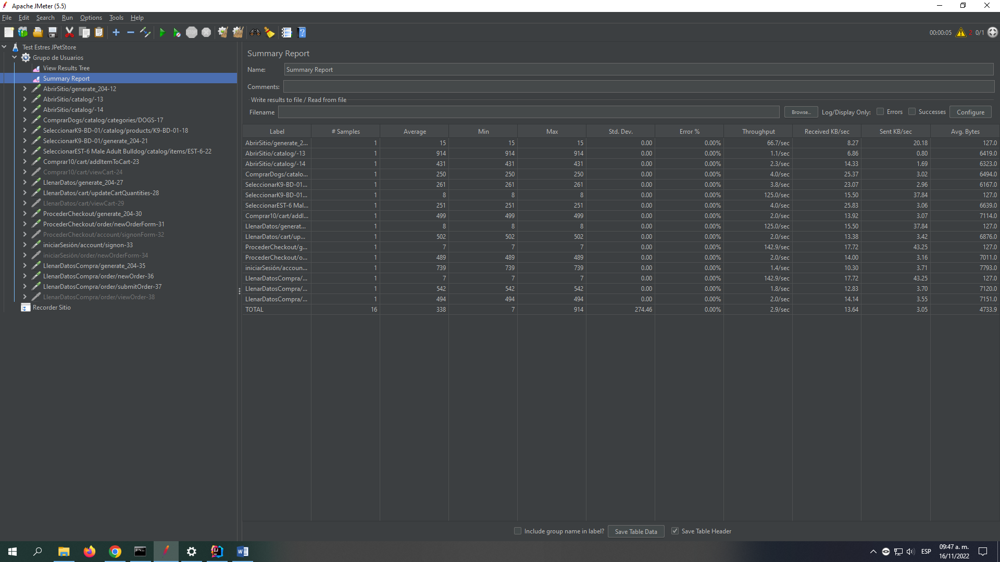 Apache JMeter (5.5)
File Edit Search Run Options Tools Help
00:00:05 2 0/1
Test Estres JPetStore
Grupo de Usuarios
View Results Tree
Summary Report
AbrirSitio/generate_204-12
AbrirSitio/catalog/-13
AbrirSitio/catalog/-14
ComprarDogs/catalog/categories/DOGS-17
SeleccionarK9-BD-01/catalog/products/K9-BD-01-18
SeleccionarK9-BD-01/generate_204-21
SeleccionarEST-6 Male Adult Bulldog/catalog/items/EST-6-22
Comprar10/cart/addItemToCart-23
Comprar10/cart/viewCart-24
LlenarDatos/generate_204-27
LlenarDatos/cart/updateCartQuantities-28
LlenarDatos/cart/viewCart-29
ProcederCheckout/generate_204-30
ProcederCheckout/order/newOrderForm-31
ProcederCheckout/account/signonForm-32
iniciarSesión/account/signon-33
iniciarSesión/order/newOrderForm-34
LlenarDatosCompra/generate_204-35
LlenarDatosCompra/order/newOrder-36
LlenarDatosCompra/order/submitOrder-37
LlenarDatosCompra/order/viewOrder-38
Recorder Sitio
Summary Report
Name: Summary Report
Comments:
Write results to file / Read from file
Filename Browse... Log/Display Only: Errors Successes Configure
Label # Samples Average Min Max Std. Dev. Error % Throughput Received KB/sec Sent KB/sec Avg. Bytes
AbrirSitio/generate_2... 1 15 15 15 0.00 0.00% 66.7/sec 8.27 20.18 127.0
AbrirSitio/catalog/-13 1 914 914 914 0.00 0.00% 1.1/sec 6.86 0.80 6419.0
AbrirSitio/catalog/-14 1 431 431 431 0.00 0.00% 2.3/sec 14.33 1.69 6323.0
ComprarDogs/catalo... 1 250 250 250 0.00 0.00% 4.0/sec 25.37 3.02 6494.0
SeleccionarK9-BD-01... 1 261 261 261 0.00 0.00% 3.8/sec 23.07 2.96 6167.0
SeleccionarK9-BD-01... 1 8 8 8 0.00 0.00% 125.0/sec 15.50 37.84 127.0
SeleccionarEST-6 Mal... 1 251 251 251 0.00 0.00% 4.0/sec 25.83 3.06 6639.0
Comprar10/cart/addI... 1 499 499 499 0.00 0.00% 2.0/sec 13.92 3.07 7114.0
LlenarDatos/generat... 1 8 8 8 0.00 0.00% 125.0/sec 15.50 37.84 127.0
LlenarDatos/cart/up... 1 502 502 502 0.00 0.00% 2.0/sec 13.38 3.42 6876.0
ProcederCheckout/g... 1 7 7 7 0.00 0.00% 142.9/sec 17.72 43.25 127.0
ProcederCheckout/o... 1 489 489 489 0.00 0.00% 2.0/sec 14.00 3.16 7011.0
iniciarSesión/accoun... 1 739 739 739 0.00 0.00% 1.4/sec 10.30 3.71 7793.0
LlenarDatosCompra/... 1 7 7 7 0.00 0.00% 142.9/sec 17.72 43.25 127.0
LlenarDatosCompra/... 1 542 542 542 0.00 0.00% 1.8/sec 12.83 3.70 7120.0
LlenarDatosCompra/... 1 494 494 494 0.00 0.00% 2.0/sec 14.14 3.55 7151.0
TOTAL 16 338 7 914 274.46 0.00% 2.9/sec 13.64 3.05 4733.9
Include group name in label? Save Table Data Save Table Header
ESP
09:47 a. m.
16/11/2022